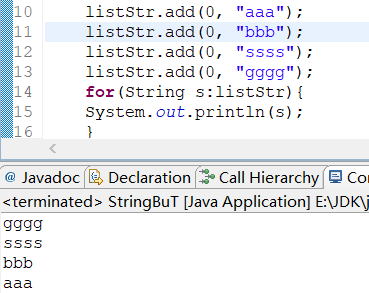 10 listStr.add(0, "aaa");
11 listStr.add(0, "bbb");
12 listStr.add(0, "ssss");
13 listStr.add(0, "gggg");
14 for(String s:listStr){
15 System.out.println(s);
16 }
@ Javadoc Declaration Call Hierarchy Co
<terminated> StringBuT [Java Application] E:\JDK\j
gggg
ssss
bbb
aaa